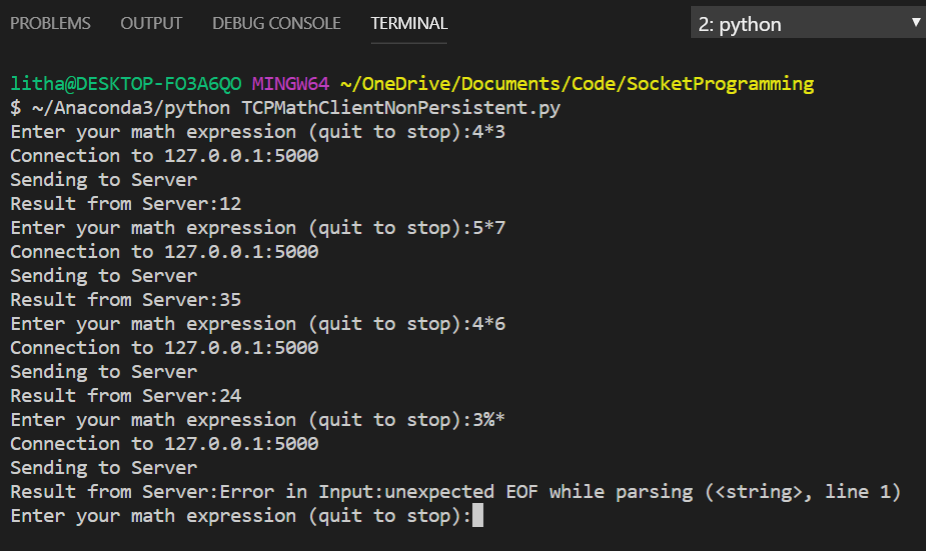 PROBLEMS OUTPUT DEBUG CONSOLE TERMINAL 2: python
litha@DESKTOP-FO3A6QO MINGW64 ~/OneDrive/Documents/Code/SocketProgramming
$ ~/Anaconda3/python TCPMathClientNonPersistent.py
Enter your math expression (quit to stop):4*3
Connection to 127.0.0.1:5000
Sending to Server
Result from Server:12
Enter your math expression (quit to stop):5*7
Connection to 127.0.0.1:5000
Sending to Server
Result from Server:35
Enter your math expression (quit to stop):4*6
Connection to 127.0.0.1:5000
Sending to Server
Result from Server:24
Enter your math expression (quit to stop):3%*
Connection to 127.0.0.1:5000
Sending to Server
Result from Server:Error in Input:unexpected EOF while parsing (<string>, line 1)
Enter your math expression (quit to stop):